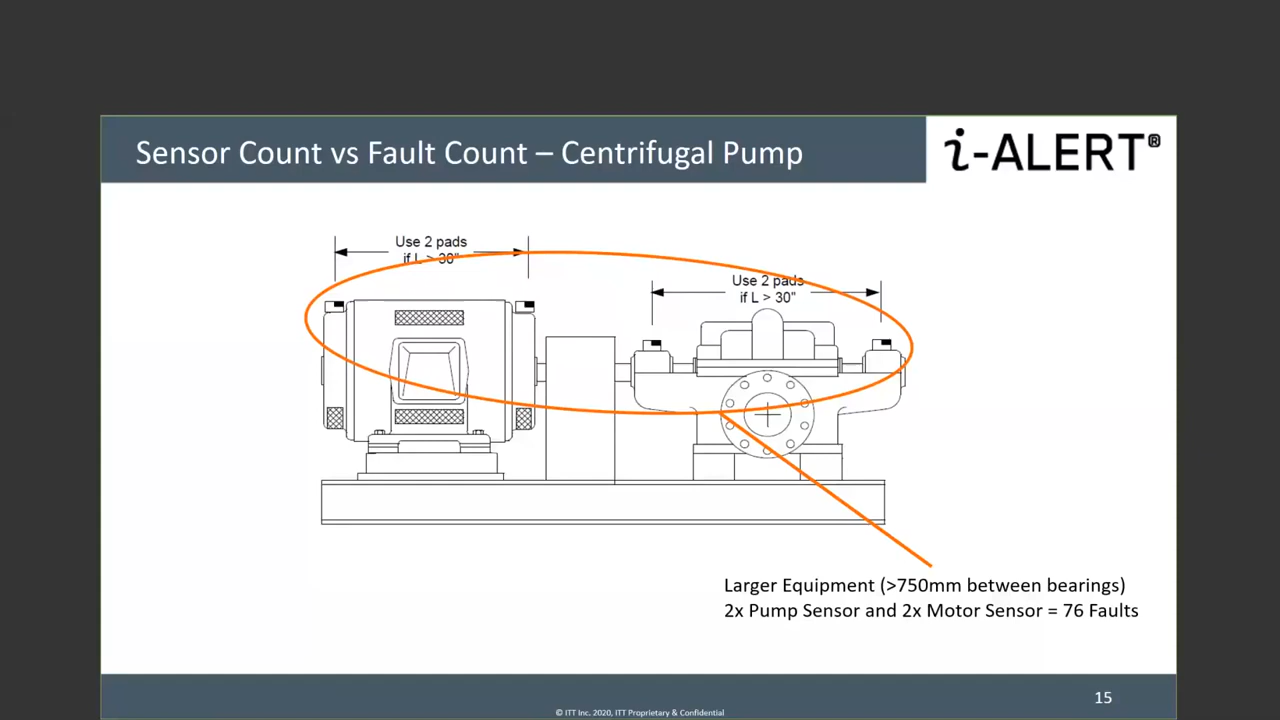 Sensor Count vs Fault Count – Centrifugal Pump
i-ALERT®
Use 2 pads
if L > 30"
Use 2 pads
if L > 30"
Larger Equipment (>750mm between bearings)
2x Pump Sensor and 2x Motor Sensor = 76 Faults
15
© ITT Inc. 2020, ITT Proprietary & Confidential